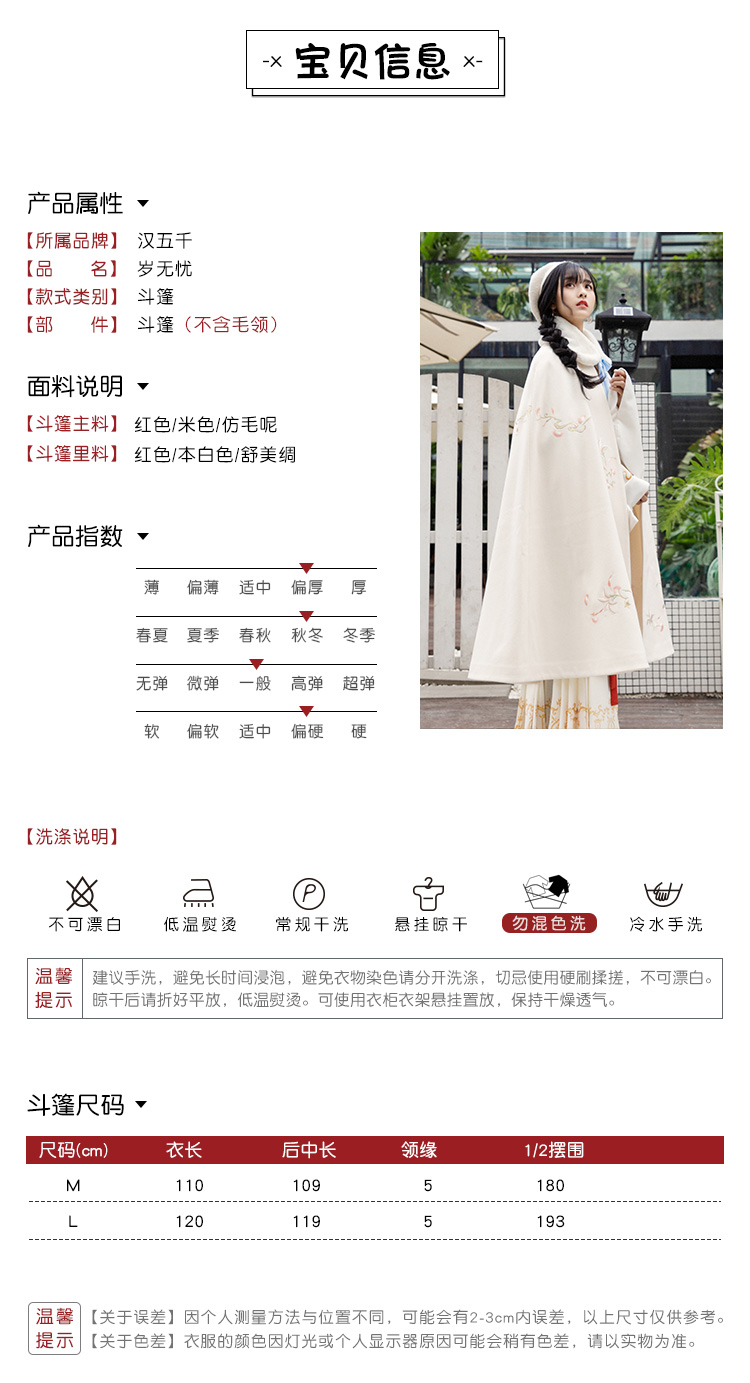 -× 宝贝信息 ×-
产品属性
【所属品牌】 汉五千
【品 名】 岁无忧
【款式类别】 斗篷
【部 件】 斗篷（不含毛领）
面料说明
【斗篷主料】 红色/米色/仿毛呢
【斗篷里料】 红色/本白色/舒美绸
产品指数
薄 偏薄 适中 偏厚 厚
春夏 夏季 春秋 秋冬 冬季
无弹 微弹 一般 高弹 超弹
软 偏软 适中 偏硬 硬
【洗涤说明】
P
不可漂白 低温熨烫 常规干洗 悬挂晾干 勿混色洗 冷水手洗
温馨提示
建议手洗，避免长时间浸泡，避免衣物染色请分开洗涤，切忌使用硬刷揉搓，不可漂白。
晾干后请折好平放，低温熨烫。可使用衣柜衣架悬挂置放，保持干燥透气。
斗篷尺码
尺码(cm) 衣长 后中长 领缘 1/2摆围
M 110 109 5 180
L 120 119 5 193
温馨提示
【关于误差】因个人测量方法与位置不同，可能会有2-3cm内误差，以上尺寸仅供参考。
【关于色差】衣服的颜色因灯光或个人显示器原因可能会稍有色差，请以实物为准。